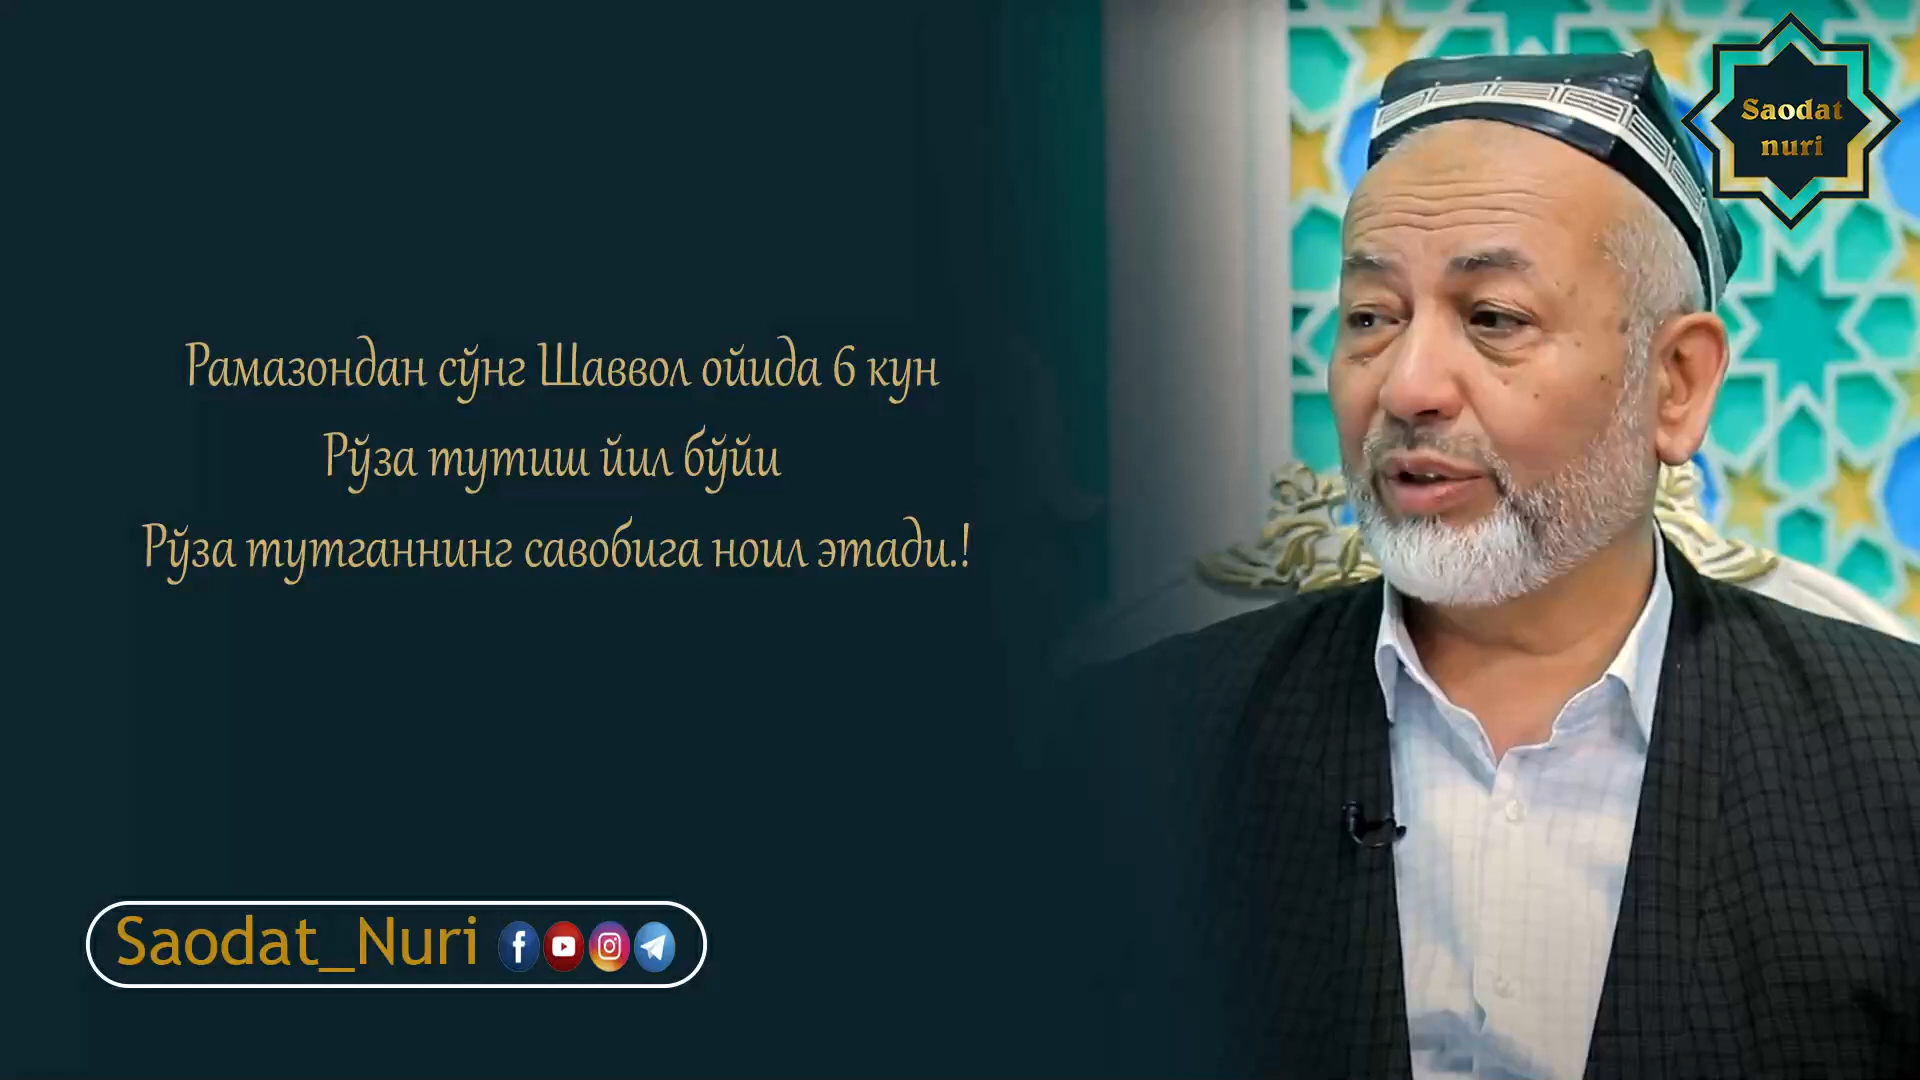 Saodat
nuri
Рамазондан сўнг Шаввол ойида 6 кун
Рўза тутиш йил бўйи
Рўза тутганнинг савобига ноил этади.!
Saodat_Nuri